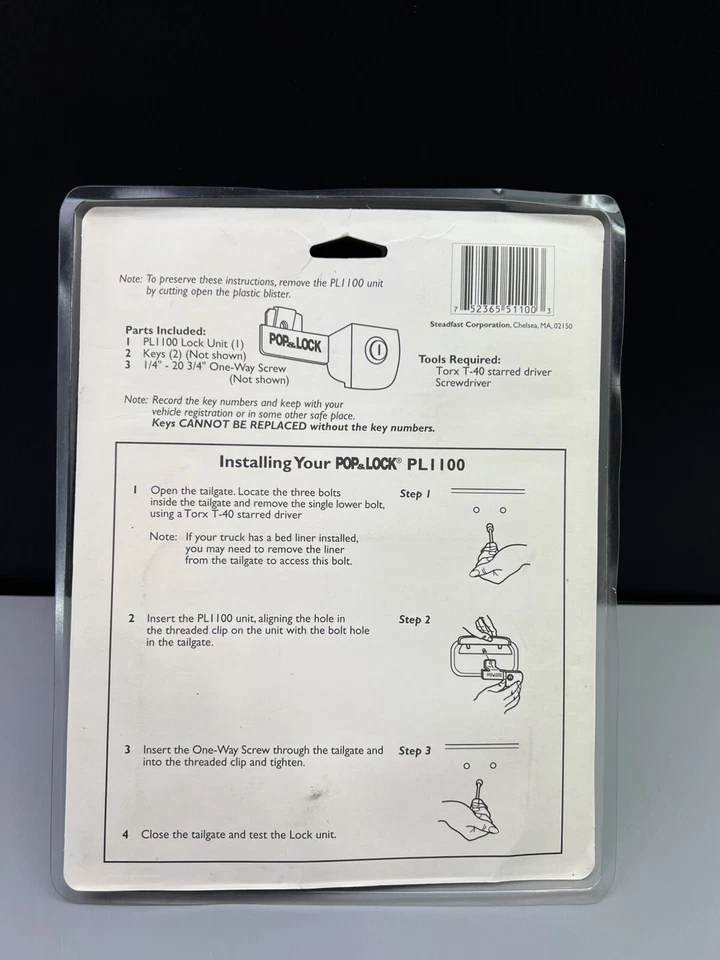 Note: To preserve these instructions, remove the PL1100 unit
by cutting open the plastic blister.
7 52365 51100 3
Steadfast Corporation, Chelsea, MA, 02150
Parts Included:
1 PL1100 Lock Unit (1)
2 Keys (2) (Not shown)
3 1/4" - 20 3/4" One-Way Screw
(Not shown)
POP&LOCK
Tools Required:
Torx T-40 starred driver
Screwdriver
Note: Record the key numbers and keep with your
vehicle registration or in some other safe place.
Keys CANNOT BE REPLACED without the key numbers.
Installing Your POP&LOCK® PL1100
1 Open the tailgate. Locate the three bolts
inside the tailgate and remove the single lower bolt,
using a Torx T-40 starred driver
Note: If your truck has a bed liner installed,
you may need to remove the liner
from the tailgate to access this bolt.
Step 1
2 Insert the PL1100 unit, aligning the hole in
the threaded clip on the unit with the bolt hole
in the tailgate.
Step 2
POP&LOCK
3 Insert the One-Way Screw through the tailgate and
into the threaded clip and tighten.
Step 3
4 Close the tailgate and test the Lock unit.